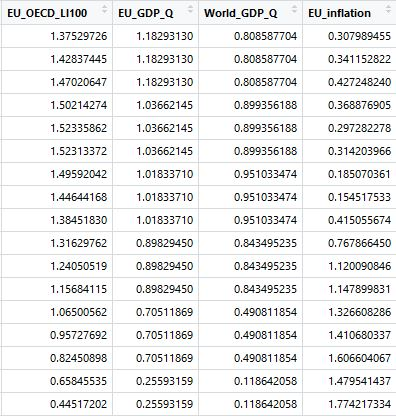 EU_OECD_LI100 EU_GDP_Q World_GDP_Q EU_inflation
1.37529726 1.18293130 0.808587704 0.307989455
1.42837445 1.18293130 0.808587704 0.341152822
1.47020647 1.18293130 0.808587704 0.427248240
1.50214274 1.03662145 0.899356188 0.368876905
1.52335862 1.03662145 0.899356188 0.297282278
1.52313372 1.03662145 0.899356188 0.314203966
1.49592042 1.01833710 0.951033474 0.185070361
1.44644168 1.01833710 0.951033474 0.154517533
1.38451830 1.01833710 0.951033474 0.415055674
1.31629762 0.89829450 0.843495235 0.767866450
1.24050519 0.89829450 0.843495235 1.120090846
1.15684115 0.89829450 0.843495235 1.147899831
1.06500562 0.70511869 0.490811854 1.326608286
0.95727692 0.70511869 0.490811854 1.410680337
0.82450898 0.70511869 0.490811854 1.606604067
0.65845535 0.25593159 0.118642058 1.479541437
0.44517202 0.25593159 0.118642058 1.774217334